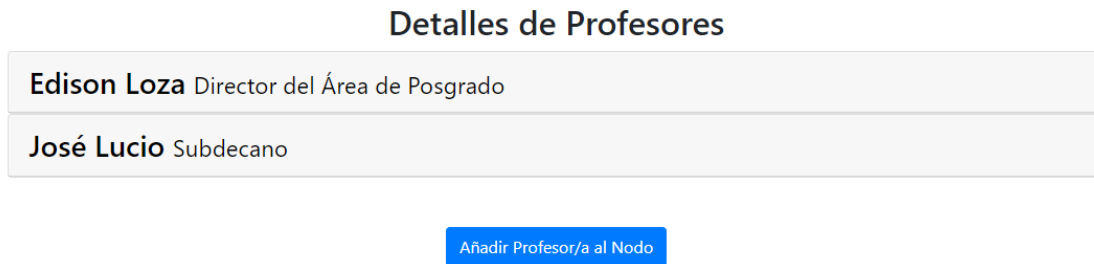 Detalles de Profesores
Edison Loza Director del Área de Posgrado
José Lucio Subdecano
Añadir Profesor/a al Nodo